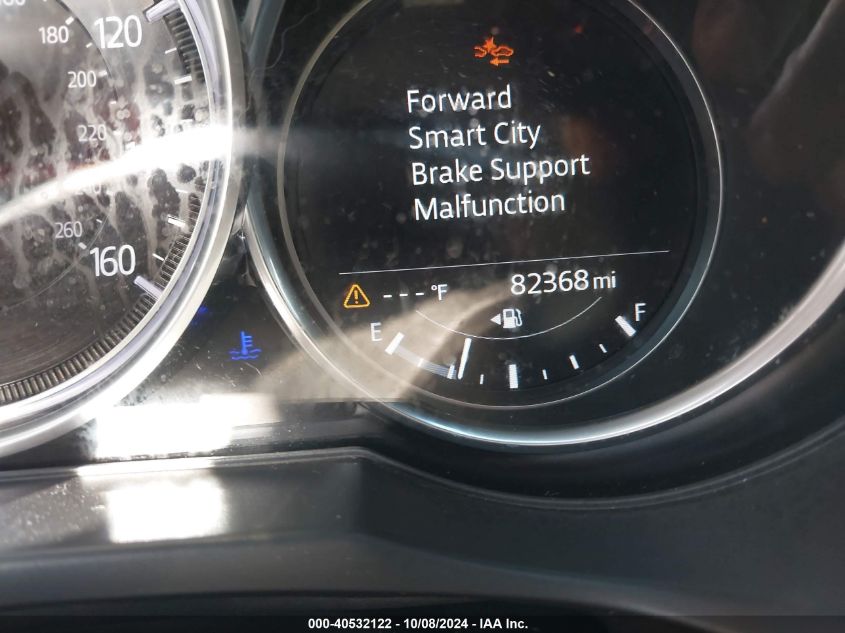 180
120
200
220
260
160
Forward
Smart City
Brake Support
Malfunction
--- °F
82368 mi
E
F
000-40532122 - 10/08/2024 - IAA Inc.